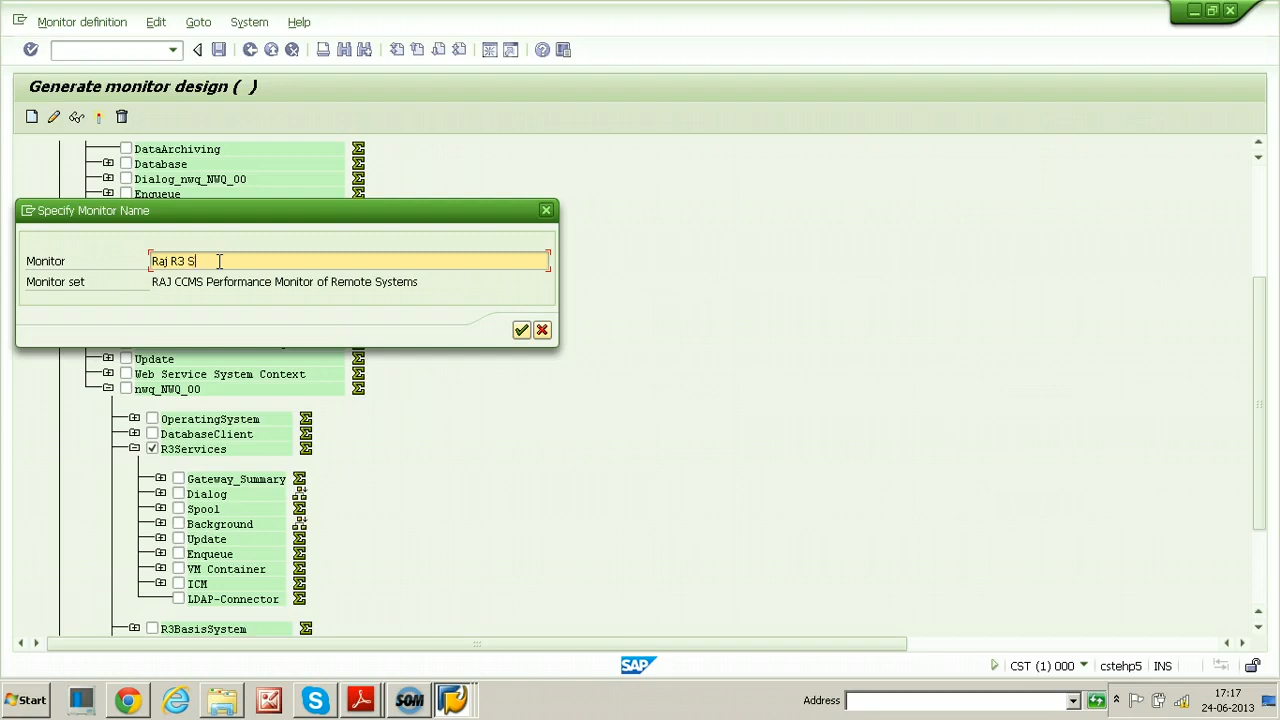 Monitor definition Edit Goto System Help
Generate monitor design ( )
DataArchiving
Database
Dialog_nwq_NWQ_00
Enqueue
Specify Monitor Name
Monitor Raj R3 S
Monitor set RAJ CCMS Performance Monitor of Remote Systems
Update
Web Service System Context
nwq_NWQ_00
OperatingSystem
DatabaseClient
R3Services
Gateway_Summary
Dialog
Spool
Background
Update
Enqueue
VM Container
ICM
LDAP-Connector
R3BasisSystem
SAP CST (1) 000 cstehp5 INS
Start SOM Address 17:17
24-06-2013